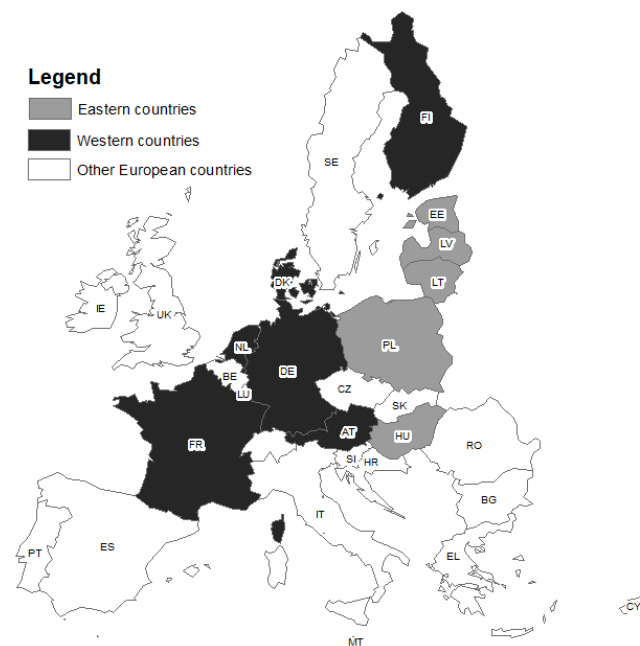 Legend
Eastern countries
Western countries
Other European countries
FI
SE
EE
LV
LT
DK
IE
UK
NL
PL
BE
DE
LU
CZ
SK
AT
HU
FR
RO
SI
HR
BG
IT
ES
PT
EL
CY
MT